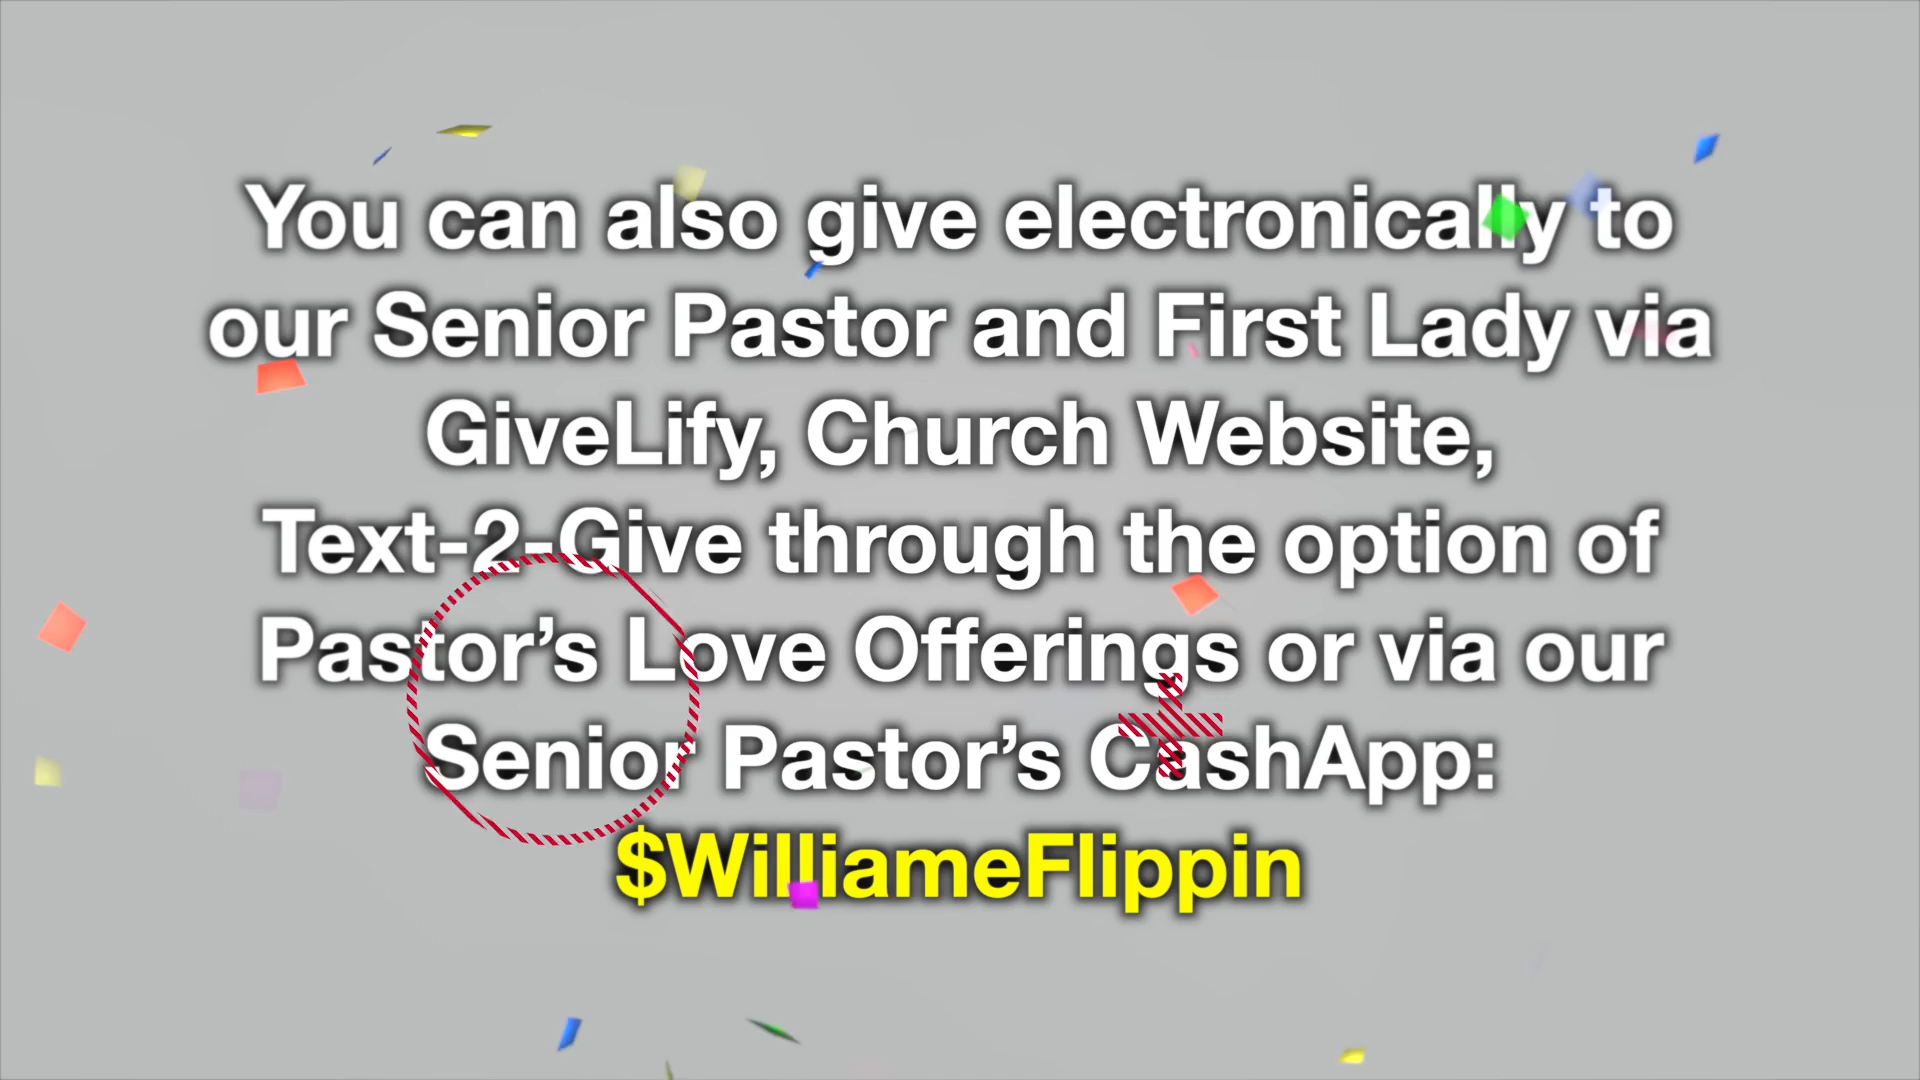 You can also give electronically to
our Senior Pastor and First Lady via
GiveLify, Church Website,
Text-2-Give through the option of
Pastor’s Love Offerings or via our
Senior Pastor’s CashApp:
$WilliameFlippin